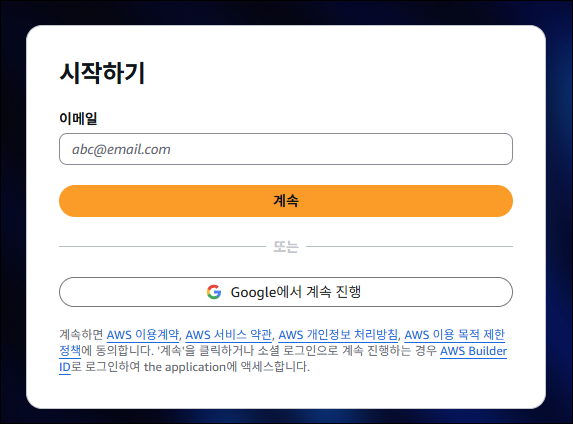 시작하기
이메일
abc@email.com
계속
또는
Google에서 계속 진행
계속하면 AWS 이용계약, AWS 서비스 약관, AWS 개인정보 처리방침, AWS 이용 목적 제한
정책에 동의합니다. '계속'을 클릭하거나 소셜 로그인으로 계속 진행하는 경우 AWS Builder
ID로 로그인하여 the application에 액세스합니다.